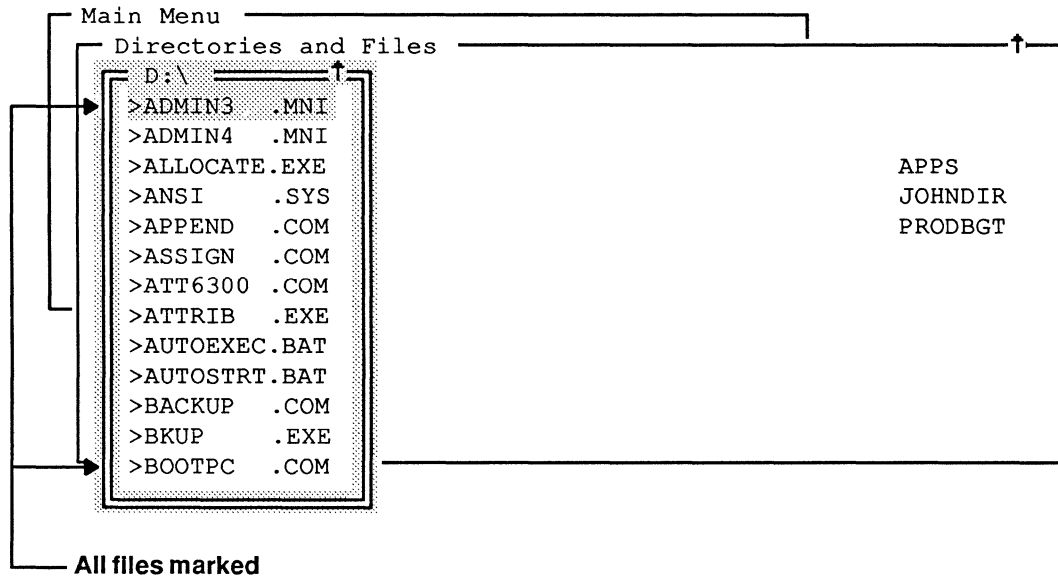 Main Menu
Directories and Files
D:\
>ADMIN3 .MNI
>ADMIN4 .MNI
>ALLOCATE.EXE
>ANSI .SYS
>APPEND .COM
>ASSIGN .COM
>ATT6300 .COM
>ATTRIB .EXE
>AUTOEXEC.BAT
>AUTOSTRT.BAT
>BACKUP .COM
>BKUP .EXE
>BOOTPC .COM
APPS
JOHNDIR
PRODBGT
All files marked